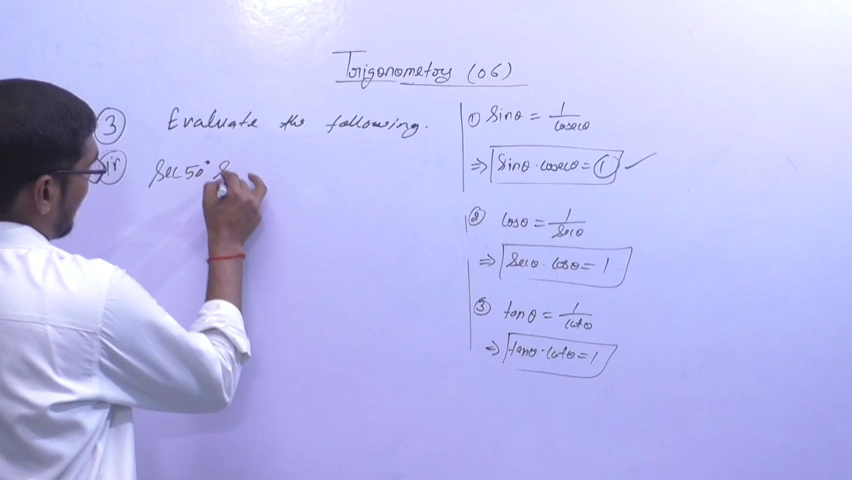 Trigonometry (06)
3 Evaluate the following.
Sec 50° S
① Sinθ = 1/Cosecθ
⇒ Sinθ · Cosecθ = 1 ✓
② Cosθ = 1/Secθ
⇒ Secθ · Cosθ = 1
③ tanθ = 1/Cotθ
⇒ tanθ · Cotθ = 1